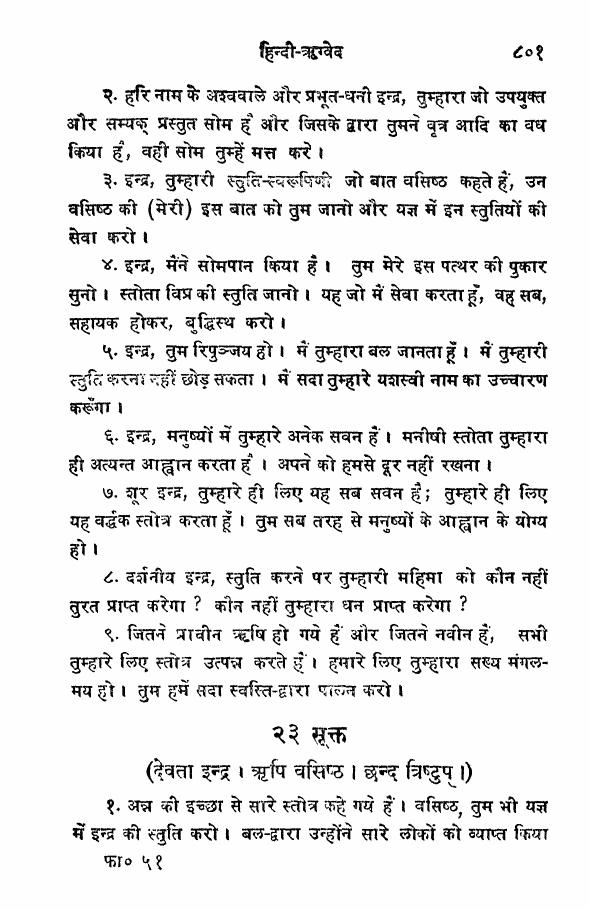 हिन्दी-ऋग्वेद ८०१
२. हरि नाम के अश्ववाले और प्रभूत-धनी इन्द्र, तुम्हारा जो उपयुक्त
और सम्यक् प्रस्तुत सोम है और जिसके द्वारा तुमने वृत्र आदि का वध
किया है, वही सोम तुम्हें मत्त करे।
३. इन्द्र, तुम्हारी स्तुति-स्वरूपिणी जो बात वसिष्ठ कहते हैं, उन
वसिष्ठ की (मेरी) इस बात को तुम जानो और यज्ञ में इन स्तुतियों की
सेवा करो।
४. इन्द्र, मैंने सोमपान किया है। तुम मेरे इस पत्थर की पुकार
सुनो। स्तोता विप्र की स्तुति जानो। यह जो मैं सेवा करता हूँ, वह सब,
सहायक होकर, बुद्धिस्थ करो।
५. इन्द्र, तुम रिपुञ्जय हो। मैं तुम्हारा बल जानता हूँ। मैं तुम्हारी
स्तुति करना नहीं छोड़ सकता। मैं सदा तुम्हारे यशस्वी नाम का उच्चारण
करूँगा।
६. इन्द्र, मनुष्यों में तुम्हारे अनेक सवन हैं। मनीषी स्तोता तुम्हारा
ही अत्यन्त आह्वान करता है। अपने को हमसे दूर नहीं रखना।
७. शूर इन्द्र, तुम्हारे ही लिए यह सब सवन है; तुम्हारे ही लिए
यह वर्द्धक स्तोत्र करता हूँ। तुम सब तरह से मनुष्यों के आह्वान के योग्य
हो।
८. दर्शनीय इन्द्र, स्तुति करने पर तुम्हारी महिमा को कौन नहीं
तुरत प्राप्त करेगा? कौन नहीं तुम्हारा धन प्राप्त करेगा?
९. जितने प्राचीन ऋषि हो गये हैं और जितने नवीन हैं, सभी
तुम्हारे लिए स्तोत्र उत्पन्न करते हैं। हमारे लिए तुम्हारा सख्य मंगल-
मय हो। तुम हमें सदा स्वस्ति-द्वारा पालन करो।
२३ सूक्त
(देवता इन्द्र। ऋषि वसिष्ठ। छन्द त्रिष्टुप्।)
१. अन्न की इच्छा से सारे स्तोत्र कहे गये हैं। वसिष्ठ, तुम भी यज्ञ
में इन्द्र की स्तुति करो। बल-द्वारा उन्होंने सारे लोकों को व्याप्त किया
फा० ५१